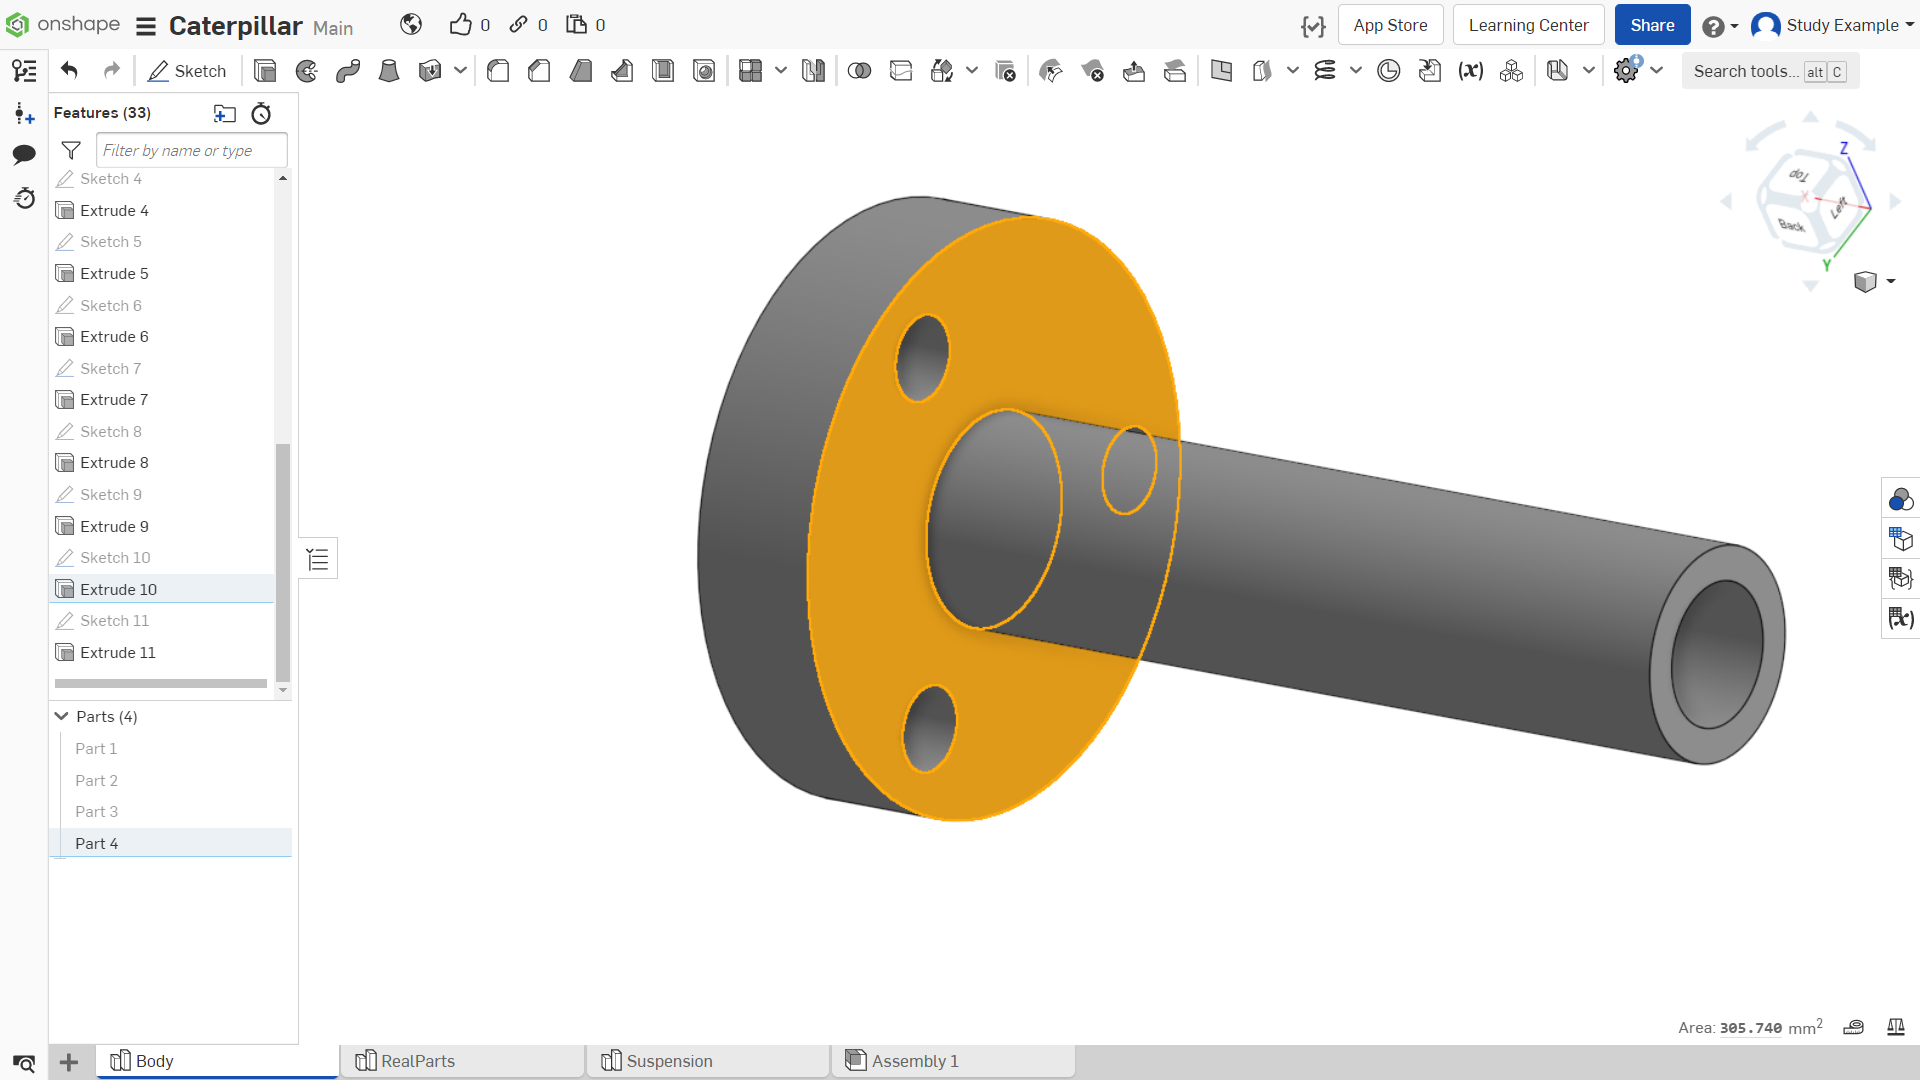 onshape Caterpillar Main 0 0 0 App Store Learning Center Share Study Example
Sketch (x) Search tools... alt C
Features (33)
Filter by name or type
Sketch 4
Extrude 4
Sketch 5
Extrude 5
Sketch 6
Extrude 6
Sketch 7
Extrude 7
Sketch 8
Extrude 8
Sketch 9
Extrude 9
Sketch 10
Extrude 10
Sketch 11
Extrude 11
Parts (4)
Part 1
Part 2
Part 3
Part 4
Z
Top
X
Left
Back
Y
(x)
Area: 305.740 mm²
Body RealParts Suspension Assembly 1